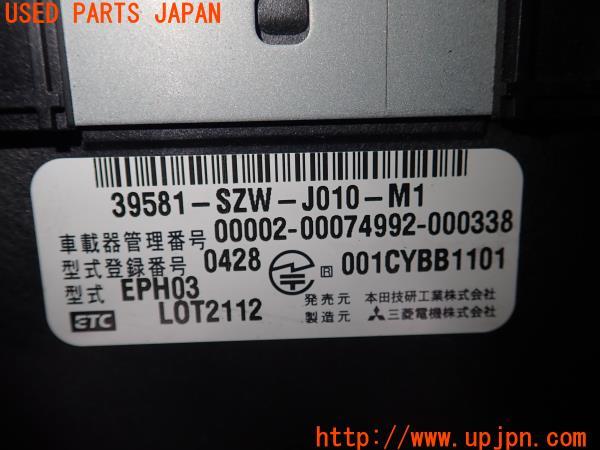 USED PARTS JAPAN
39581-SZW-J010-M1
車載器管理番号 00002-00074992-000338
型式登録番号 0428 R 001CYBB1101
型式 EPH03 発売元 本田技研工業株式会社
ETC LOT2112 製造元 三菱電機株式会社
http://www.upjpn.com/